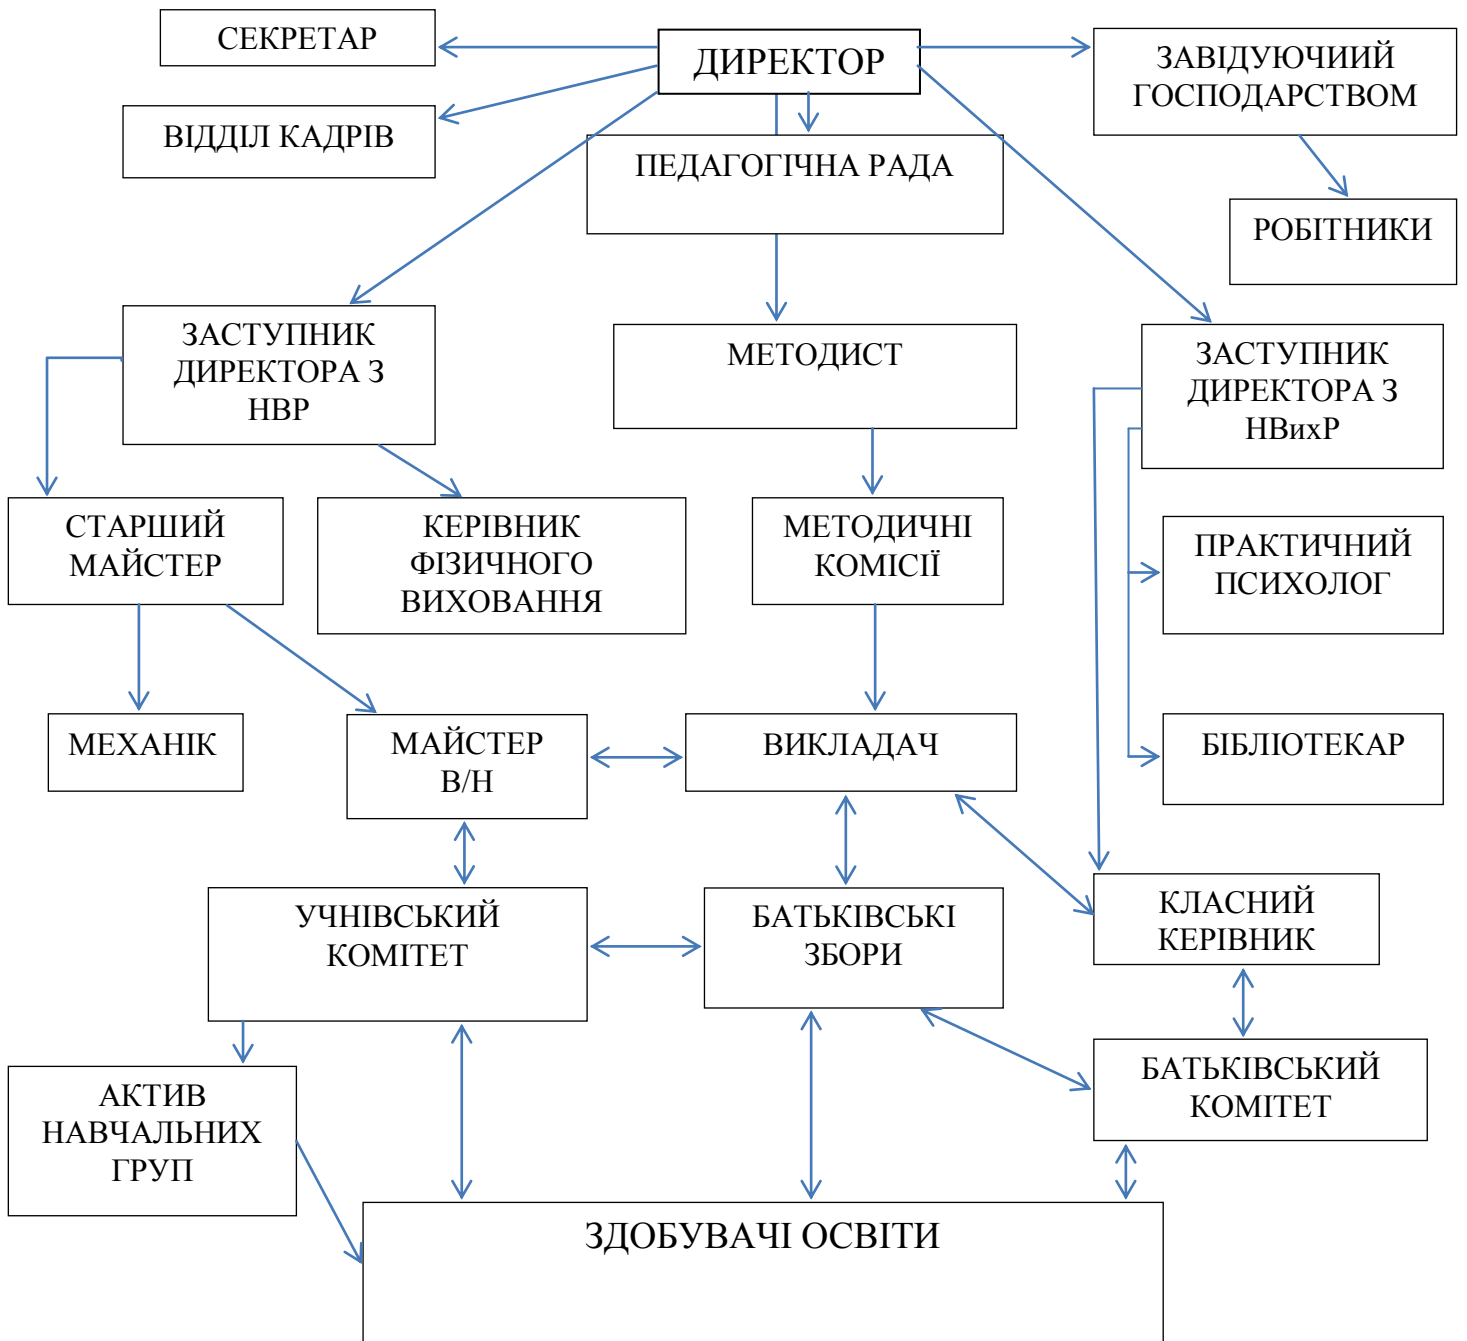 СЕКРЕТАР
ДИРЕКТОР
ЗАВІДУЮЧИИЙ
ГОСПОДАРСТВОМ
ВІДДІЛ КАДРІВ
ПЕДАГОГІЧНА РАДА
РОБІТНИКИ
ЗАСТУПНИК
ДИРЕКТОРА З
НВР
МЕТОДИСТ
ЗАСТУПНИК
ДИРЕКТОРА З
НВихР
СТАРШИЙ
МАЙСТЕР
КЕРІВНИК
ФІЗИЧНОГО
ВИХОВАННЯ
МЕТОДИЧНІ
КОМІСІЇ
ПРАКТИЧНИЙ
ПСИХОЛОГ
МЕХАНІК
МАЙСТЕР
В/Н
ВИКЛАДАЧ
БІБЛІОТЕКАР
УЧНІВСЬКИЙ
КОМІТЕТ
БАТЬКІВСЬКІ
ЗБОРИ
КЛАСНИЙ
КЕРІВНИК
АКТИВ
НАВЧАЛЬНИХ
ГРУП
БАТЬКІВСЬКИЙ
КОМІТЕТ
ЗДОБУВАЧІ ОСВІТИ